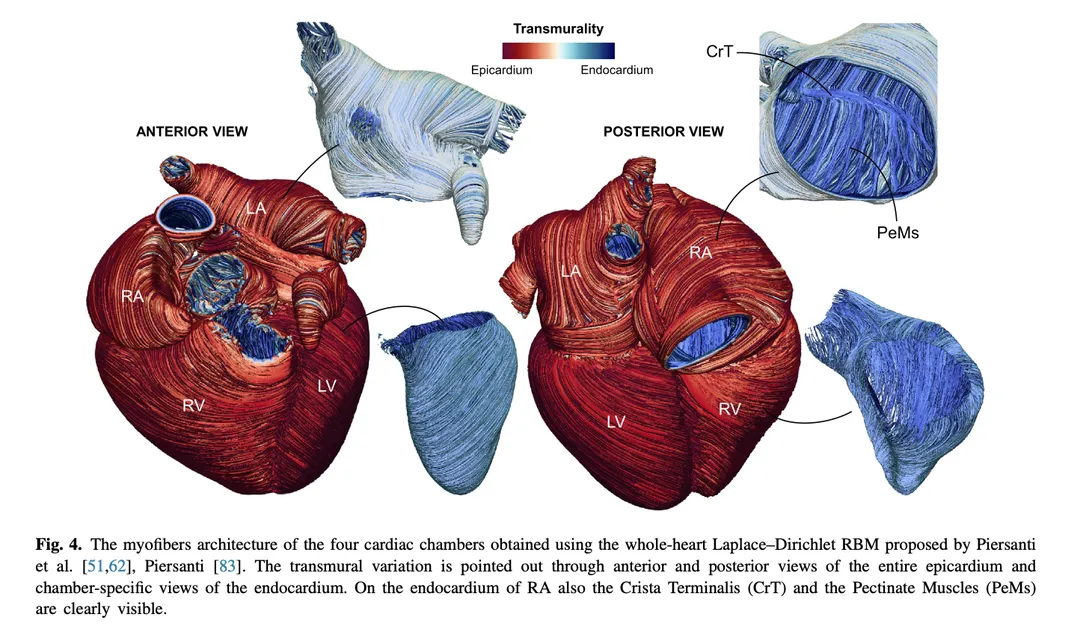 Transmurality
Epicardium
Endocardium
CrT
ANTERIOR VIEW
POSTERIOR VIEW
LA
RA
RV
LV
PeMs
LA
RA
LV
RV
Fig. 4. The myofibers architecture of the four cardiac chambers obtained using the whole-heart Laplace–Dirichlet RBM proposed by Piersanti
et al. [51,62], Piersanti [83]. The transmural variation is pointed out through anterior and posterior views of the entire epicardium and
chamber-specific views of the endocardium. On the endocardium of RA also the Crista Terminalis (CrT) and the Pectinate Muscles (PeMs)
are clearly visible.